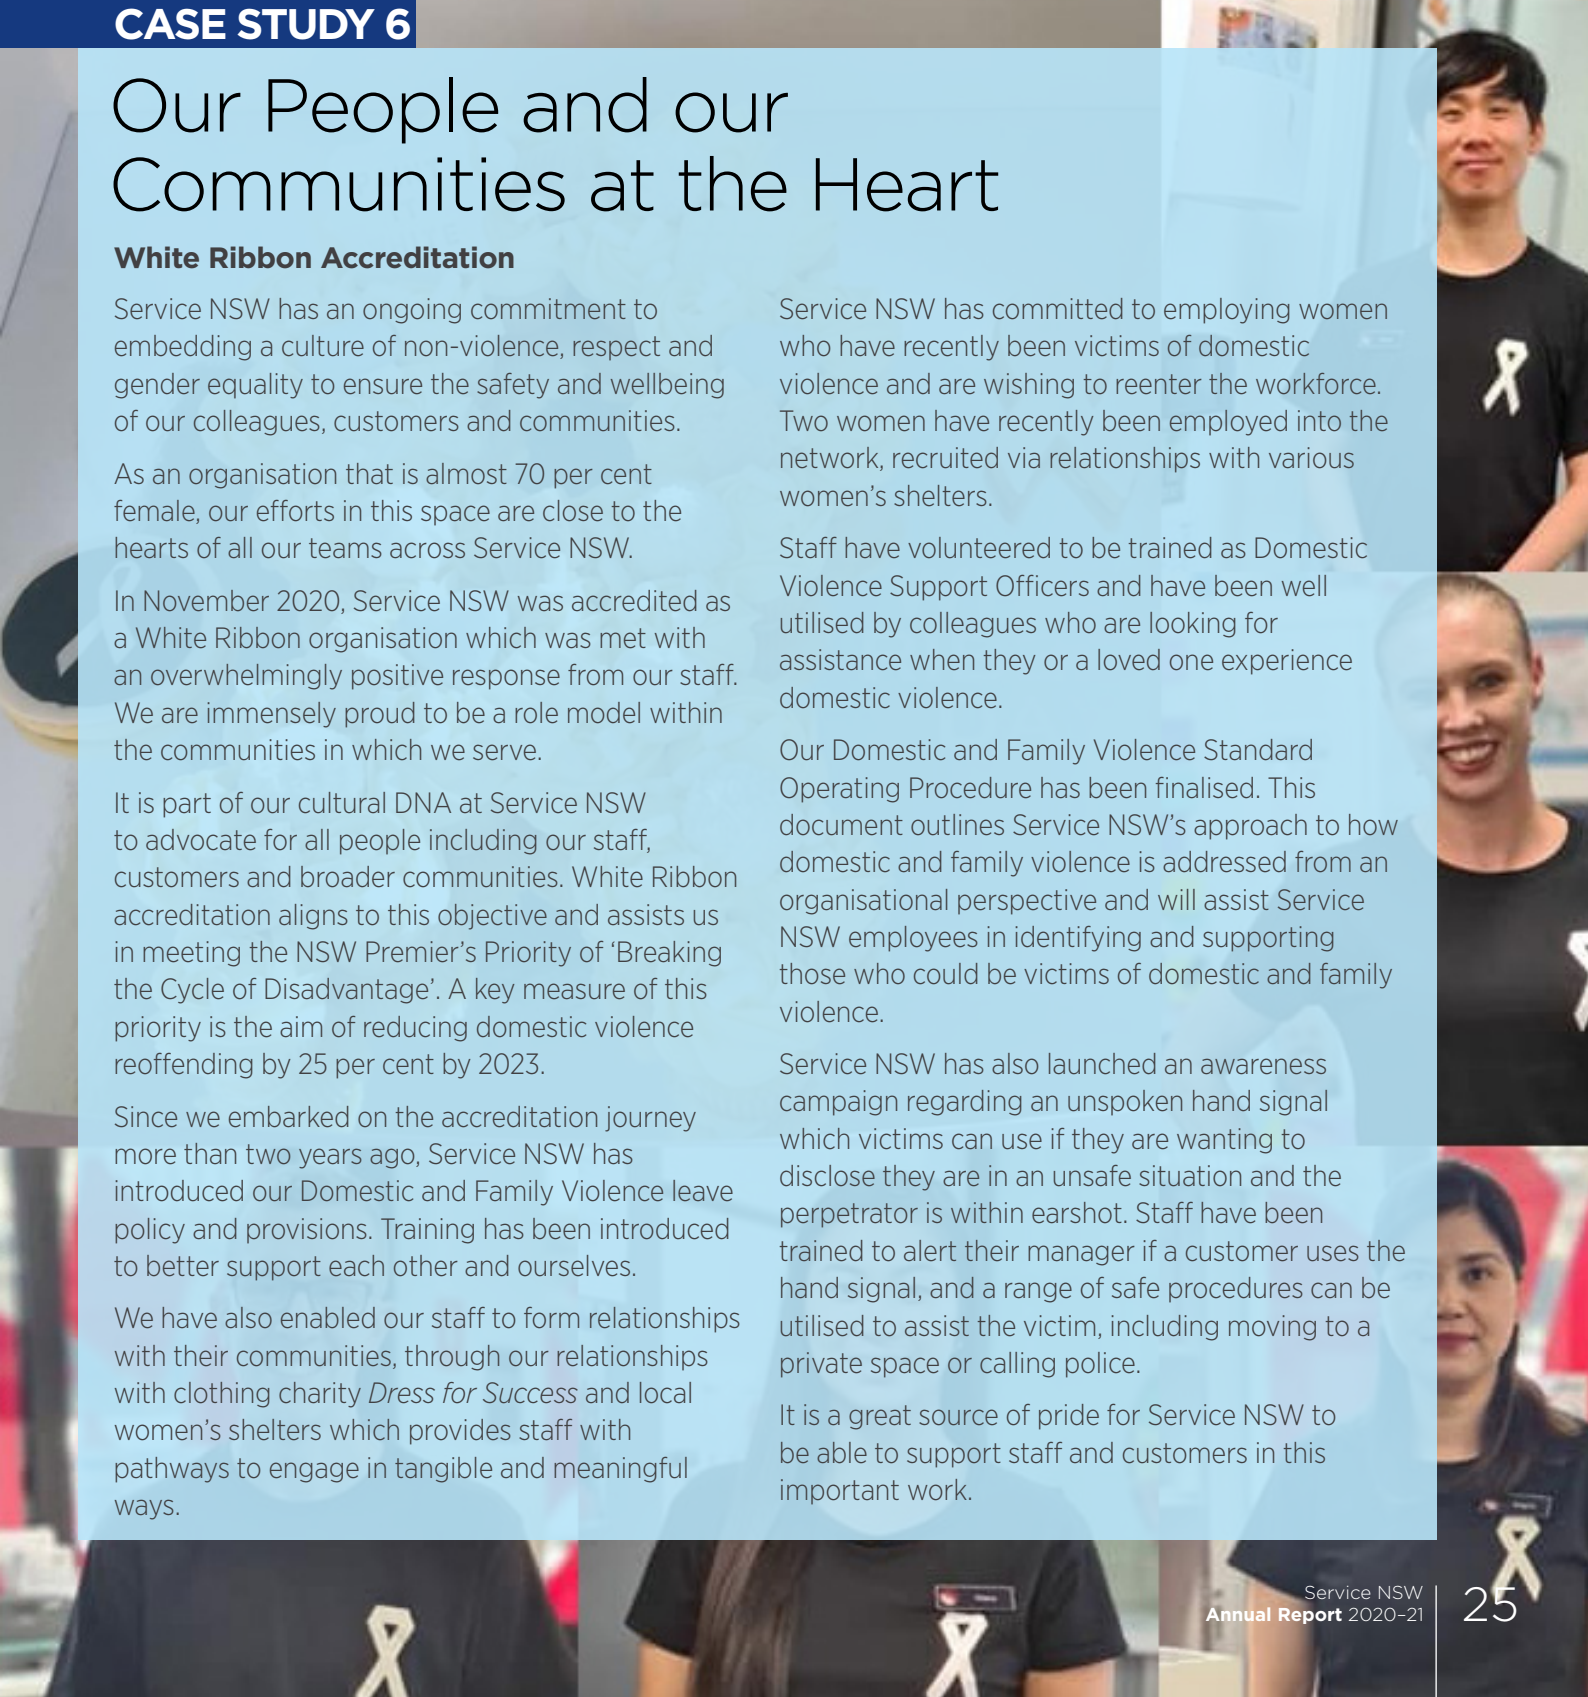 CASE STUDY 6
Our People and our
Communities at the Heart
White Ribbon Accreditation
Service NSW has an ongoing commitment to
embedding a culture of non-violence, respect and
gender equality to ensure the safety and wellbeing
of our colleagues, customers and communities.
As an organisation that is almost 70 per cent
female, our efforts in this space are close to the
hearts of all our teams across Service NSW.
In November 2020, Service NSW was accredited as
a White Ribbon organisation which was met with
an overwhelmingly positive response from our staff.
We are immensely proud to be a role model within
the communities in which we serve.
It is part of our cultural DNA at Service NSW
to advocate for all people including our staff,
customers and broader communities. White Ribbon
accreditation aligns to this objective and assists us
in meeting the NSW Premier’s Priority of ‘Breaking
the Cycle of Disadvantage’. A key measure of this
priority is the aim of reducing domestic violence
reoffending by 25 per cent by 2023.
Since we embarked on the accreditation journey
more than two years ago, Service NSW has
introduced our Domestic and Family Violence leave
policy and provisions. Training has been introduced
to better support each other and ourselves.
We have also enabled our staff to form relationships
with their communities, through our relationships
with clothing charity Dress for Success and local
women’s shelters which provides staff with
pathways to engage in tangible and meaningful
ways.
Service NSW has committed to employing women
who have recently been victims of domestic
violence and are wishing to reenter the workforce.
Two women have recently been employed into the
network, recruited via relationships with various
women’s shelters.
Staff have volunteered to be trained as Domestic
Violence Support Officers and have been well
utilised by colleagues who are looking for
assistance when they or a loved one experience
domestic violence.
Our Domestic and Family Violence Standard
Operating Procedure has been finalised. This
document outlines Service NSW’s approach to how
domestic and family violence is addressed from an
organisational perspective and will assist Service
NSW employees in identifying and supporting
those who could be victims of domestic and family
violence.
Service NSW has also launched an awareness
campaign regarding an unspoken hand signal
which victims can use if they are wanting to
disclose they are in an unsafe situation and the
perpetrator is within earshot. Staff have been
trained to alert their manager if a customer uses the
hand signal, and a range of safe procedures can be
utilised to assist the victim, including moving to a
private space or calling police.
It is a great source of pride for Service NSW to
be able to support staff and customers in this
important work.
Service NSW
Annual Report 2020–21
25